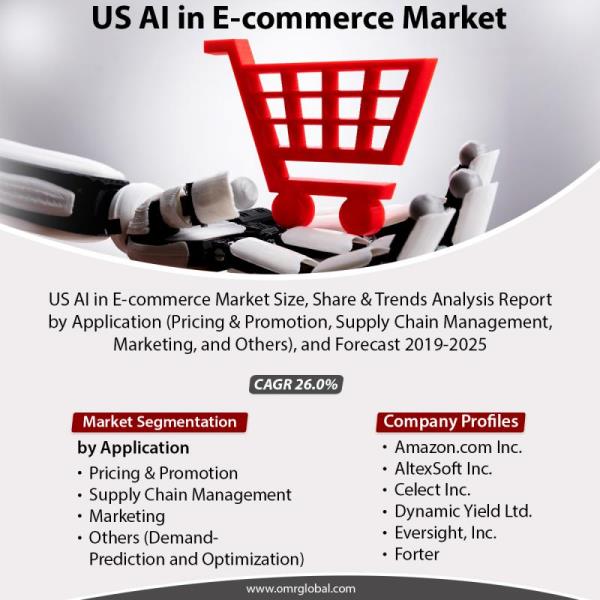 US AI in E-commerce Market
US AI in E-commerce Market Size, Share & Trends Analysis Report
by Application (Pricing & Promotion, Supply Chain Management,
Marketing, and Others), and Forecast 2019-2025
CAGR 26.0%
Market Segmentation
by Application
• Pricing & Promotion
• Supply Chain Management
• Marketing
• Others (Demand-
Prediction and Optimization)
Company Profiles
• Amazon.com Inc.
• AltexSoft Inc.
• Celect Inc.
• Dynamic Yield Ltd.
• Eversight, Inc.
• Forter
www.omrglobal.com